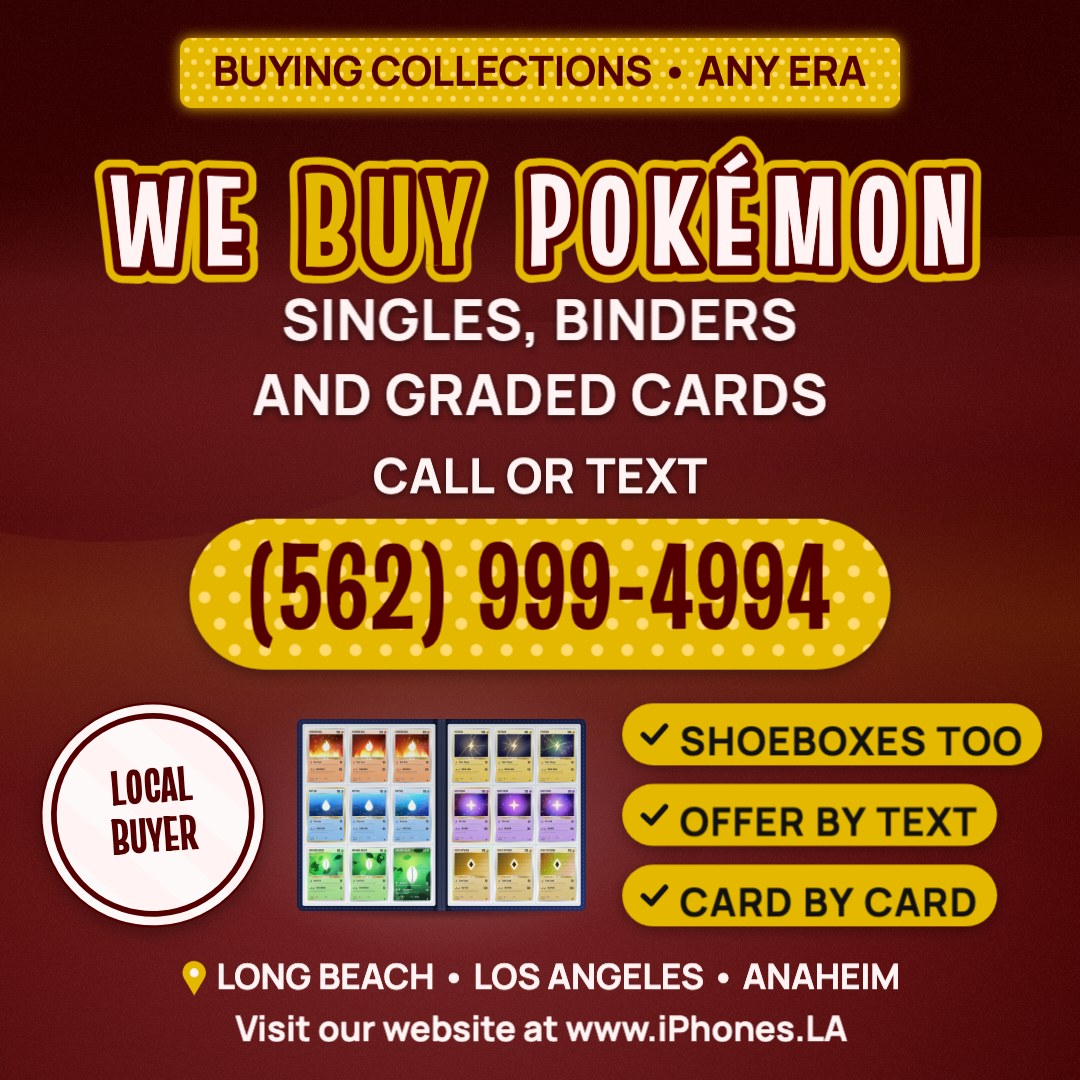 BUYING COLLECTIONS • ANY ERA
WE BUY POKÉMON
SINGLES, BINDERS
AND GRADED CARDS
CALL OR TEXT
(562) 999-4994
LOCAL
BUYER
SHOEBOXES TOO
OFFER BY TEXT
CARD BY CARD
LONG BEACH • LOS ANGELES • ANAHEIM
Visit our website at www.iPhones.LA